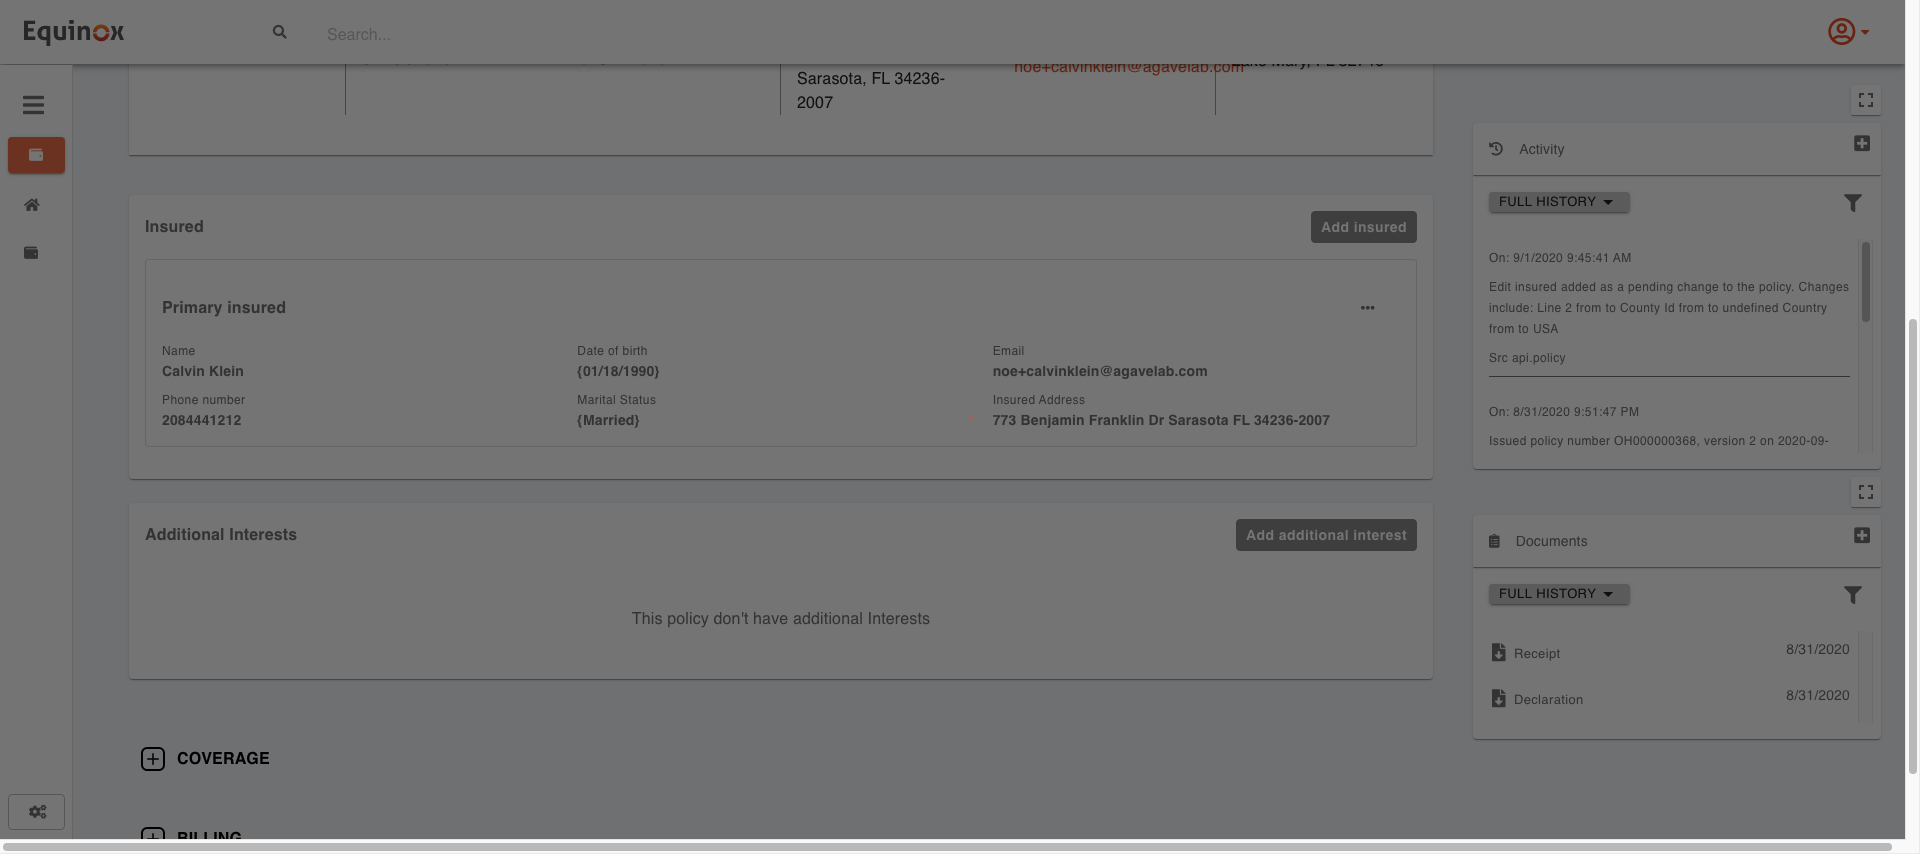 Equinox
Search...
Sarasota, FL 34236-
2007
noe+calvinklein@agavelab.com
Insured
Add insured
Primary insured
Name
Calvin Klein
Date of birth
{01/18/1990}
Email
noe+calvinklein@agavelab.com
Phone number
2084441212
Marital Status
{Married}
Insured Address
773 Benjamin Franklin Dr Sarasota FL 34236-2007
Additional Interests
Add additional interest
This policy don't have additional Interests
COVERAGE
BILLING
Activity
FULL HISTORY
On: 9/1/2020 9:45:41 AM
Edit insured added as a pending change to the policy. Changes
include: Line 2 from to County Id from to undefined Country
from to USA
Src api.policy
On: 8/31/2020 9:51:47 PM
Issued policy number OH000000368, version 2 on 2020-09-
Documents
FULL HISTORY
Receipt 8/31/2020
Declaration 8/31/2020